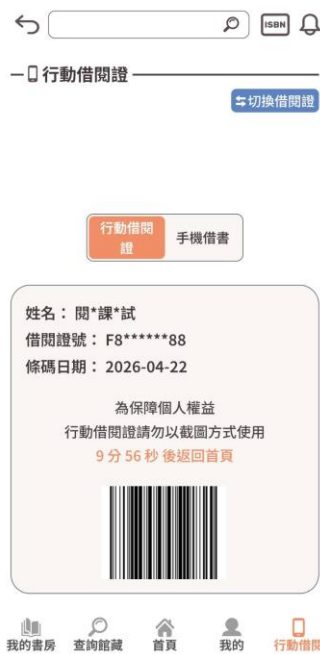 ISBN
行動借閱證
切換借閱證
行動借閱
證
手機借書
姓名： 閱*課*試
借閱證號： F8******88
條碼日期： 2026-04-22
為保障個人權益
行動借閱證請勿以截圖方式使用
9 分 56 秒 後返回首頁
我的書房 查詢館藏 首頁 我的 行動借閱